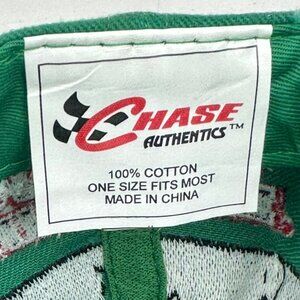 CHASE
AUTHENTICS™
100% COTTON
ONE SIZE FITS MOST
MADE IN CHINA